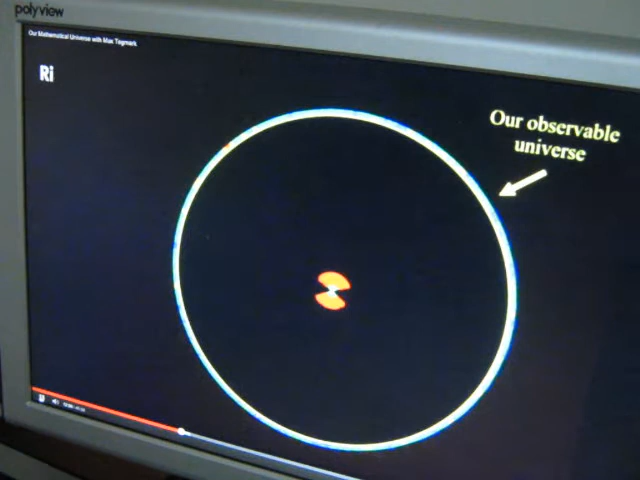 polyview
Our Mathematical Universe with Max Tegmark
Ri
Our observable
universe